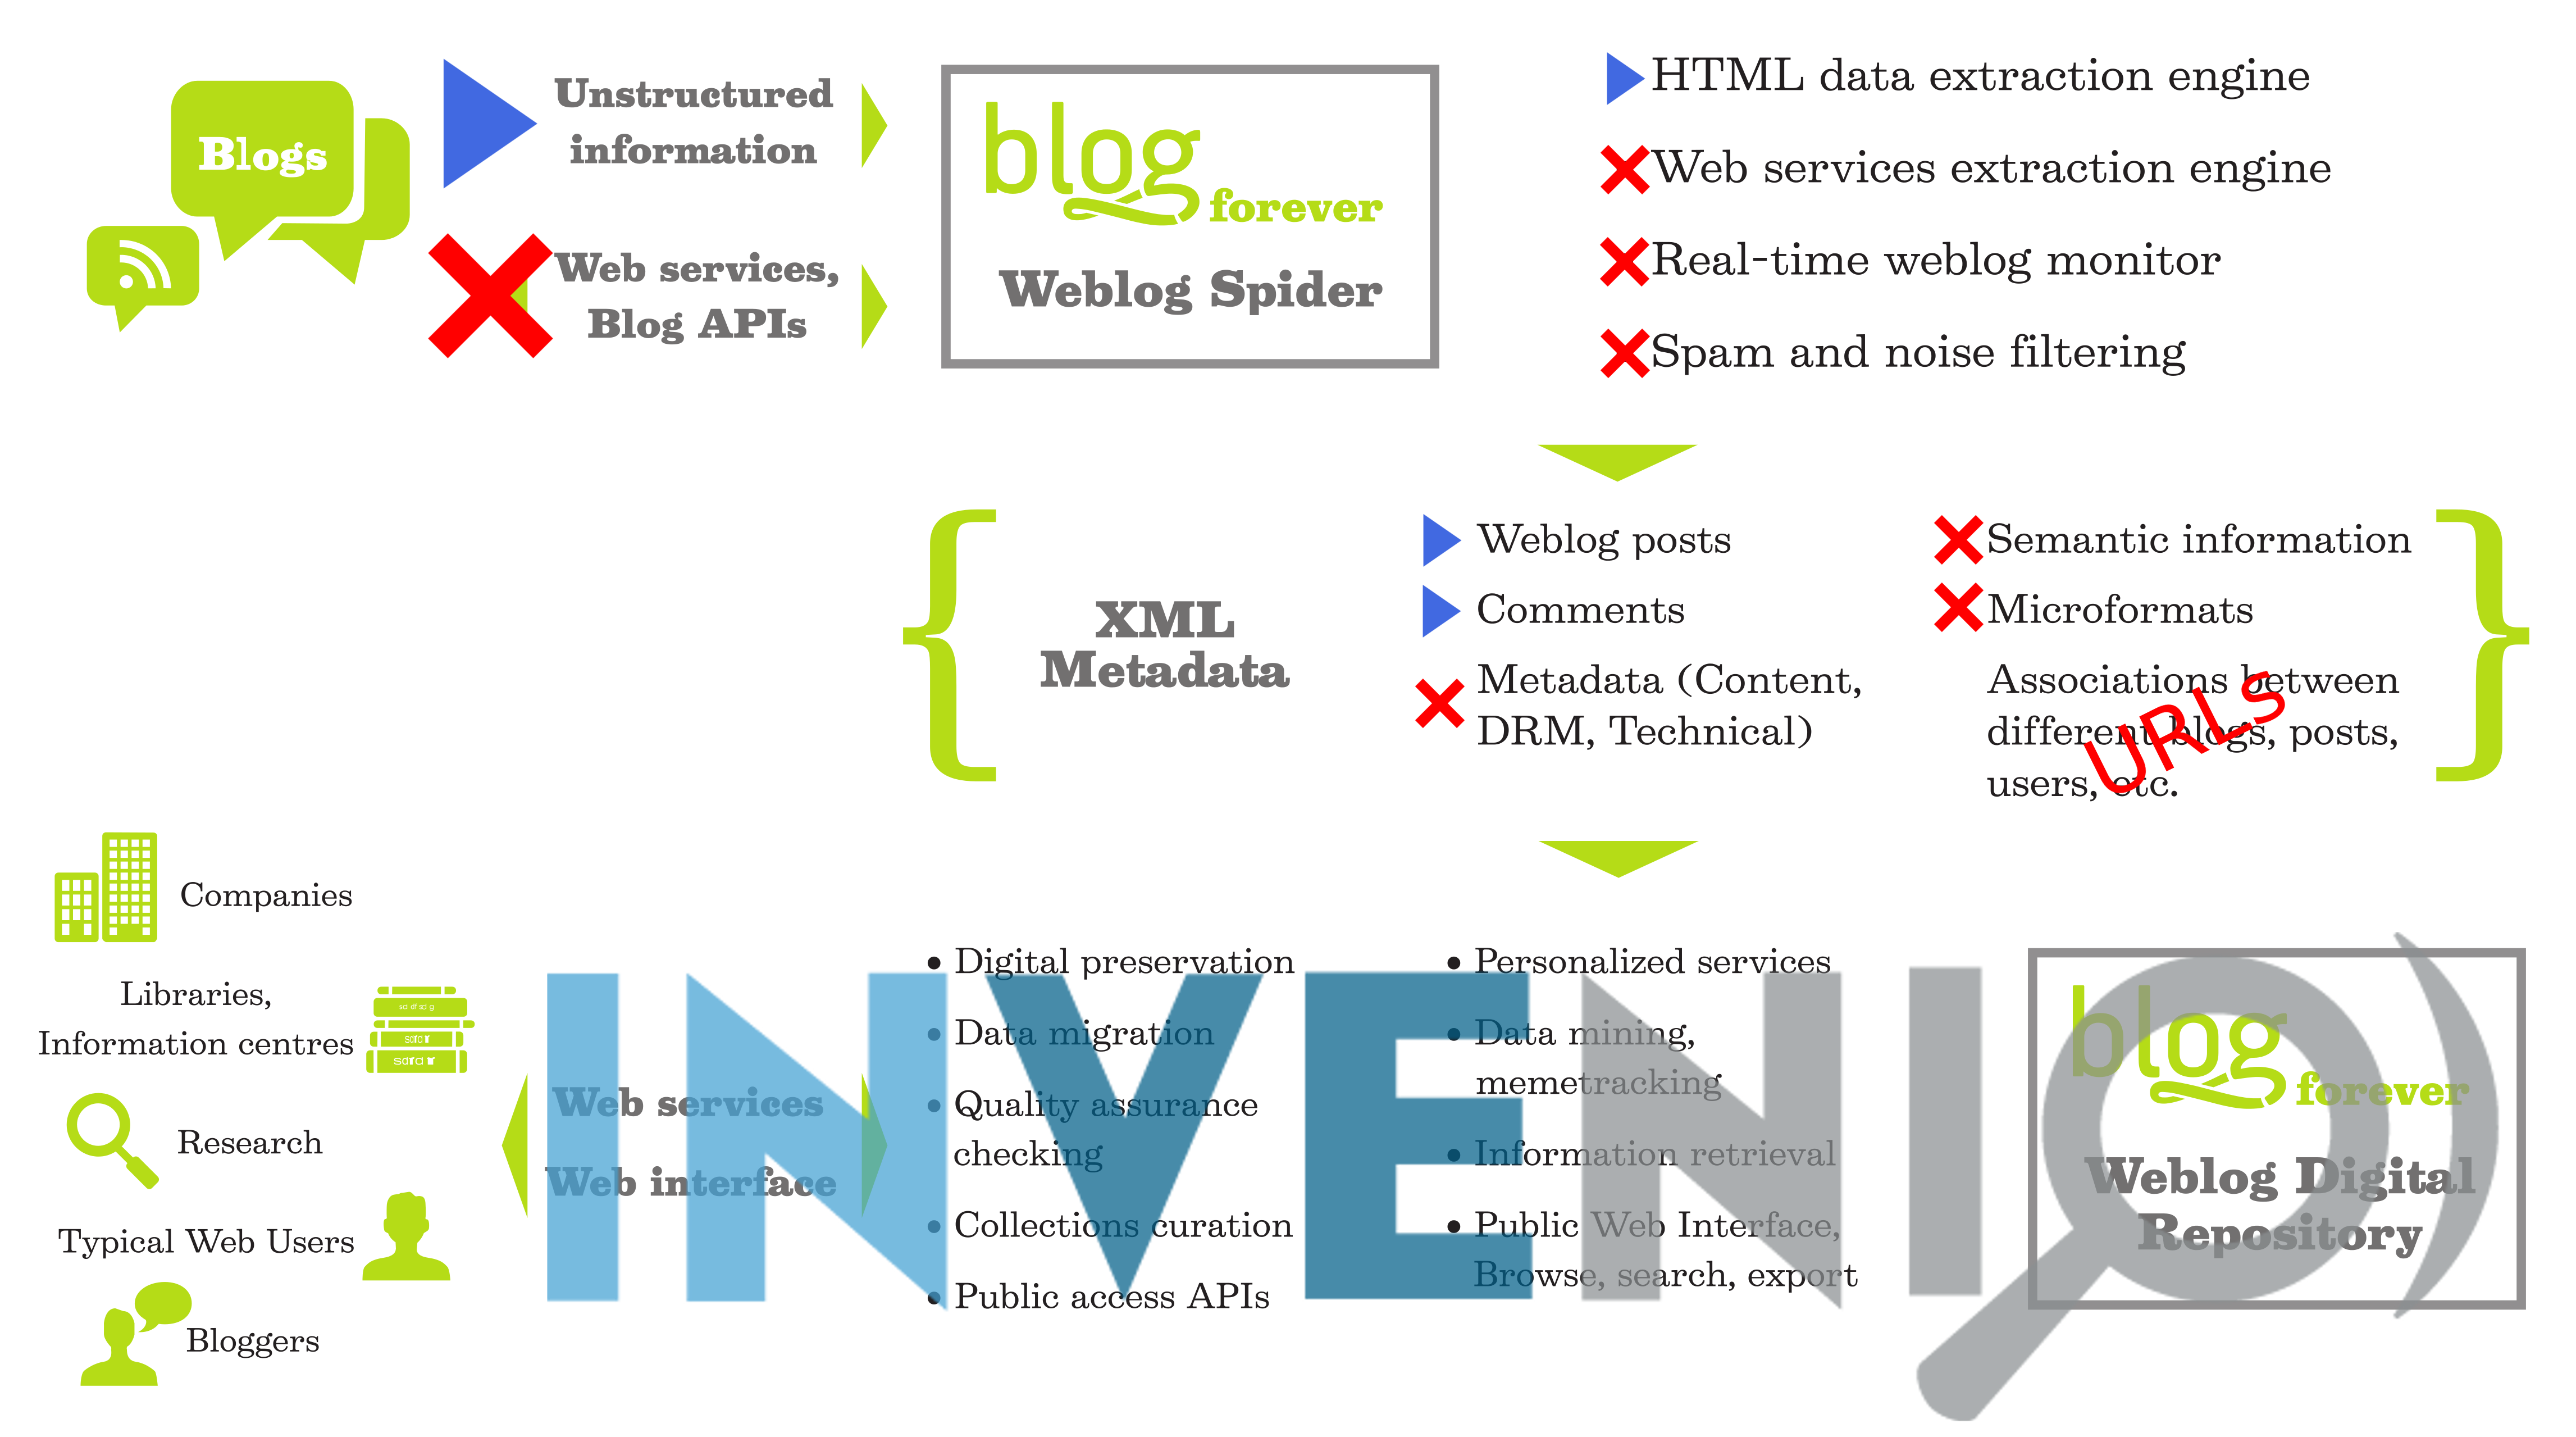 Blogs
Unstructured
information
Web services,
Blog APIs
blog
forever
Weblog Spider
HTML data extraction engine
Web services extraction engine
Real-time weblog monitor
Spam and noise filtering
XML
Metadata
Weblog posts
Comments
Metadata (Content,
DRM, Technical)
Semantic information
Microformats
Associations between
different blogs, posts,
users, etc.
URLs
Companies
Libraries,
Information centres
Research
Typical Web Users
Bloggers
Web services
Web interface
• Digital preservation
• Data migration
• Quality assurance
checking
• Collections curation
• Public access APIs
• Personalized services
• Data mining,
memetracking
• Information retrieval
• Public Web Interface,
Browse, search, export
blog
forever
Weblog Digital
Repository
INVENIO